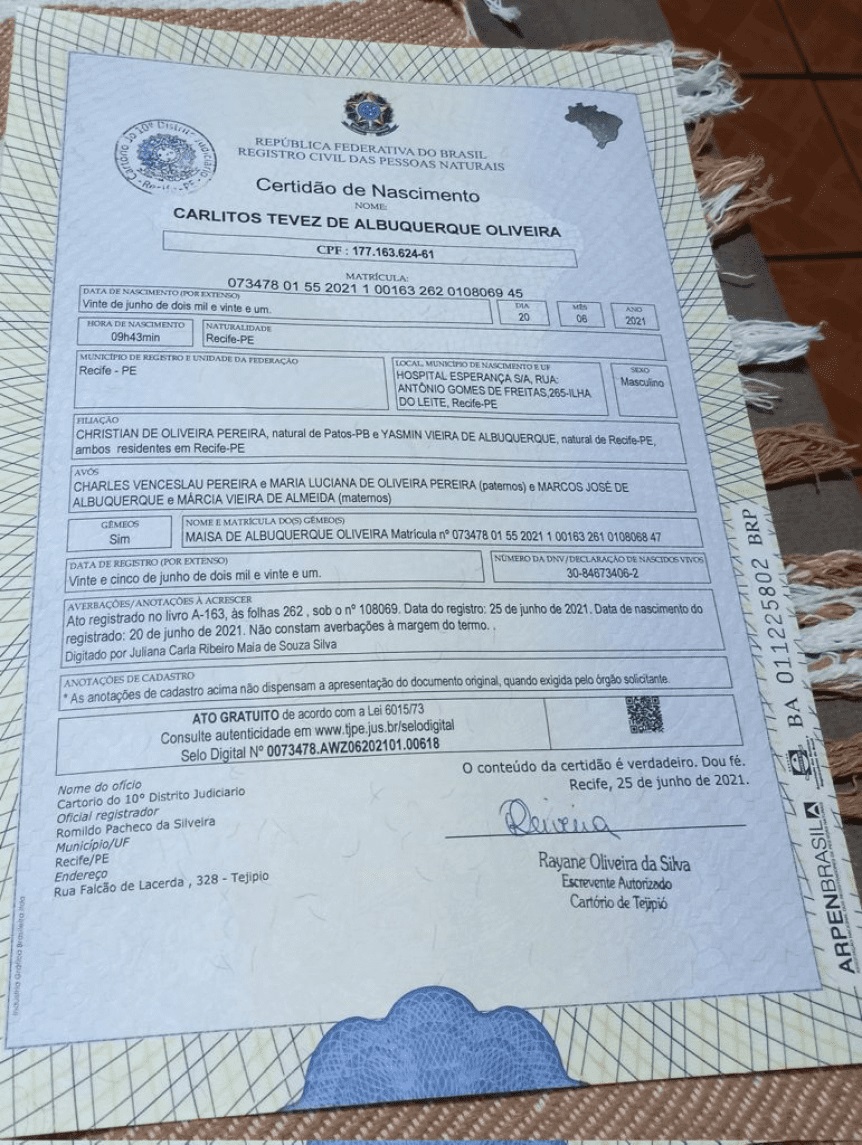 Cartório do 10º Distrito Judiciário
Recife-PE
REPÚBLICA FEDERATIVA DO BRASIL
REGISTRO CIVIL DAS PESSOAS NATURAIS
Certidão de Nascimento
NOME:
CARLITOS TEVEZ DE ALBUQUERQUE OLIVEIRA
CPF : 177.163.624-61
MATRÍCULA:
073478 01 55 2021 1 00163 262 0108069 45
DATA DE NASCIMENTO (POR EXTENSO)
Vinte de junho de dois mil e vinte e um.
DIA
20
MÊS
06
ANO
2021
HORA DE NASCIMENTO
09h43min
NATURALIDADE
Recife-PE
MUNICÍPIO DE REGISTRO E UNIDADE DA FEDERAÇÃO
Recife - PE
LOCAL, MUNICÍPIO DE NASCIMENTO E UF
HOSPITAL ESPERANÇA S/A, RUA:
ANTÔNIO GOMES DE FREITAS,265-ILHA
DO LEITE, Recife-PE
SEXO
Masculino
FILIAÇÃO
CHRISTIAN DE OLIVEIRA PEREIRA, natural de Patos-PB e YASMIN VIEIRA DE ALBUQUERQUE, natural de Recife-PE,
ambos residentes em Recife-PE
AVÓS
CHARLES VENCESLAU PEREIRA e MARIA LUCIANA DE OLIVEIRA PEREIRA (paternos) e MARCOS JOSÉ DE
ALBUQUERQUE e MÁRCIA VIEIRA DE ALMEIDA (maternos)
GÊMEOS
Sim
NOME E MATRÍCULA DO(S) GÊMEO(S)
MAISA DE ALBUQUERQUE OLIVEIRA Matrícula nº 073478 01 55 2021 1 00163 261 0108068 47
DATA DE REGISTRO (POR EXTENSO)
Vinte e cinco de junho de dois mil e vinte e um.
NÚMERO DA DNV/DECLARAÇÃO DE NASCIDOS VIVOS
30-84673406-2
AVERBAÇÕES/ANOTAÇÕES À ACRESCER
Ato registrado no livro A-163, às folhas 262 , sob o nº 108069. Data do registro: 25 de junho de 2021. Data de nascimento do
registrado: 20 de junho de 2021. Não constam averbações à margem do termo. .
Digitado por Juliana Carla Ribeiro Maia de Souza Silva
ANOTAÇÕES DE CADASTRO
* As anotações de cadastro acima não dispensam a apresentação do documento original, quando exigida pelo órgão solicitante.
ATO GRATUITO de acordo com a Lei 6015/73
Consulte autenticidade em www.tjpe.jus.br/selodigital
Selo Digital Nº 0073478.AWZ06202101.00618
Nome do ofício
Cartorio do 10º Distrito Judiciario
Oficial registrador
Romildo Pacheco da Silveira
Município/UF
Recife/PE
Endereço
Rua Falcão de Lacerda , 328 - Tejipio
O conteúdo da certidão é verdadeiro. Dou fé.
Recife, 25 de junho de 2021.
Oliveira
Rayane Oliveira da Silva
Escrevente Autorizado
Cartório de Tejipió
BA 011225802 BRP
ARPENBRASIL